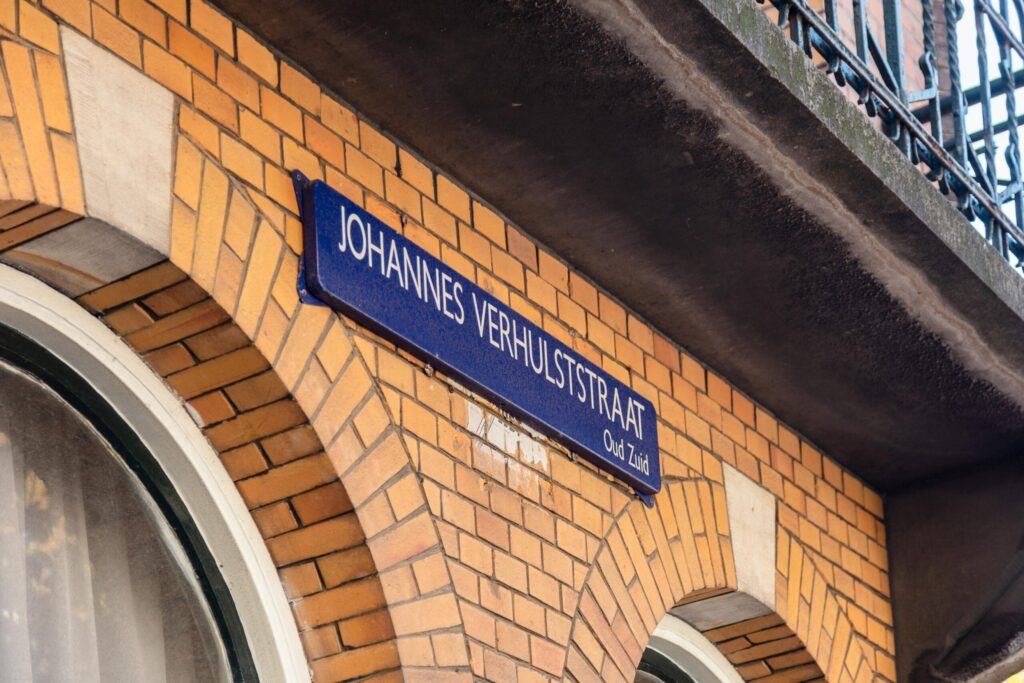 JOHANNES VERHULSTSTRAAT
Oud Zuid